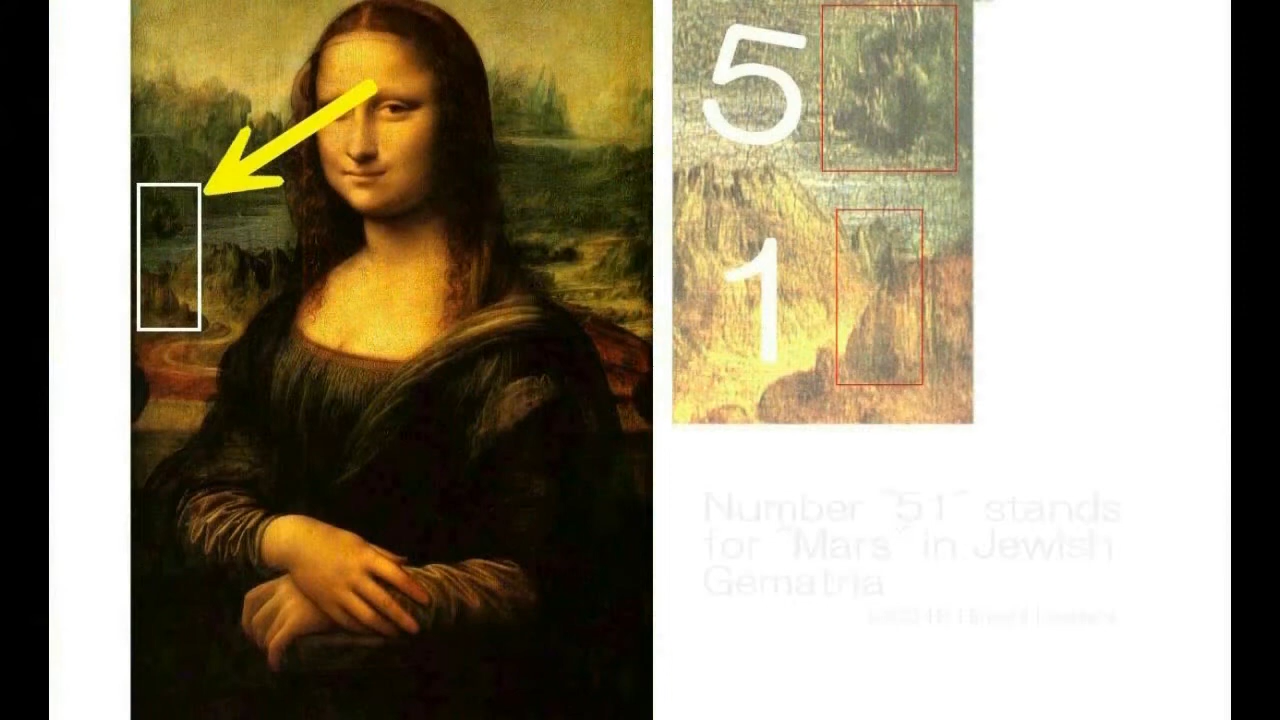 5
1
Number "51" stands
for "Mars" in Jewish
Gematria